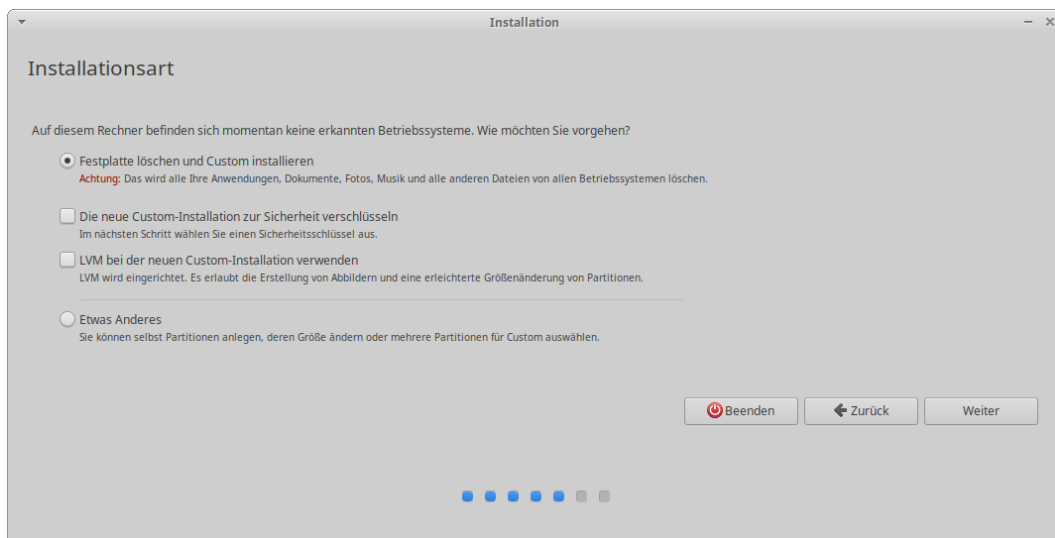 Installation
Installationsart
Auf diesem Rechner befinden sich momentan keine erkannten Betriebssysteme. Wie möchten Sie vorgehen?
Festplatte löschen und Custom installieren
Achtung: Das wird alle Ihre Anwendungen, Dokumente, Fotos, Musik und alle anderen Dateien von allen Betriebssystemen löschen.
Die neue Custom-Installation zur Sicherheit verschlüsseln
Im nächsten Schritt wählen Sie einen Sicherheitsschlüssel aus.
LVM bei der neuen Custom-Installation verwenden
LVM wird eingerichtet. Es erlaubt die Erstellung von Abbildern und eine erleichterte Größenänderung von Partitionen.
Etwas Anderes
Sie können selbst Partitionen anlegen, deren Größe ändern oder mehrere Partitionen für Custom auswählen.
Beenden Zurück Weiter